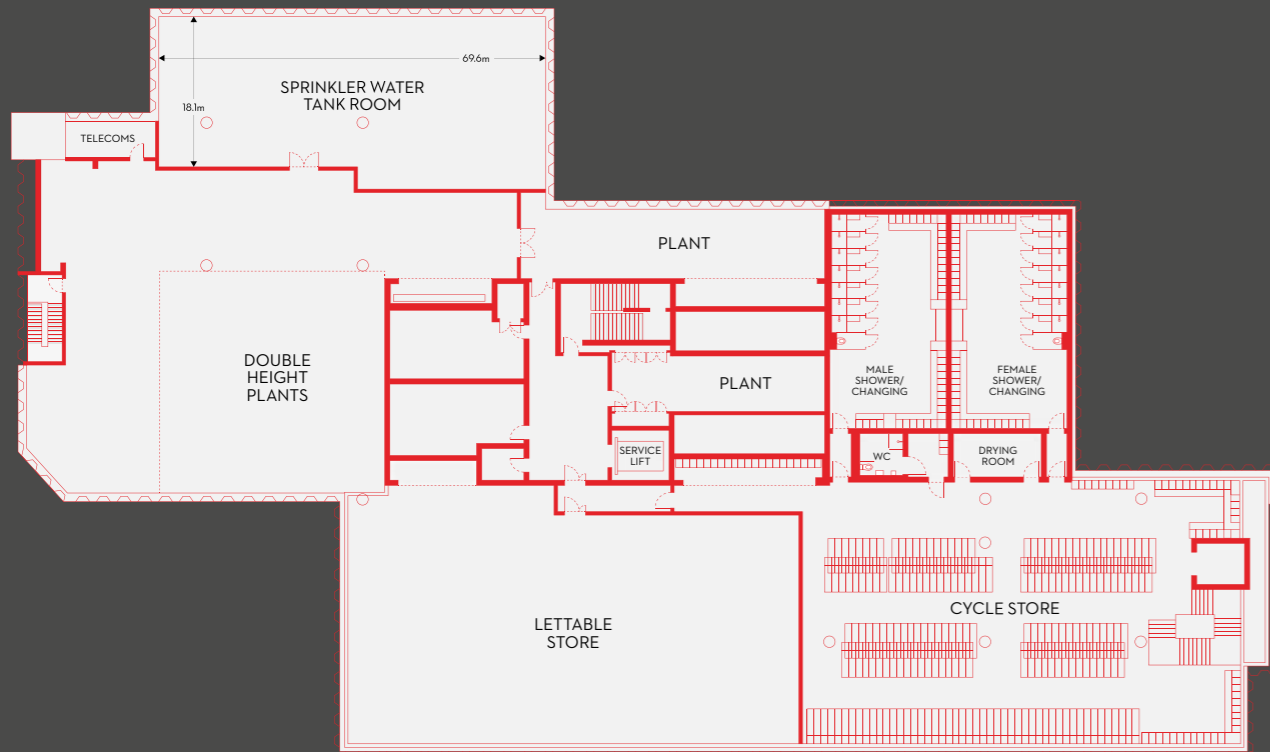 69.6m
SPRINKLER WATER
TANK ROOM
18.1m
TELECOMS
PLANT
DOUBLE
HEIGHT
PLANTS
PLANT
MALE
SHOWER/
CHANGING
FEMALE
SHOWER/
CHANGING
SERVICE
LIFT
WC
DRYING
ROOM
CYCLE STORE
LETTABLE
STORE